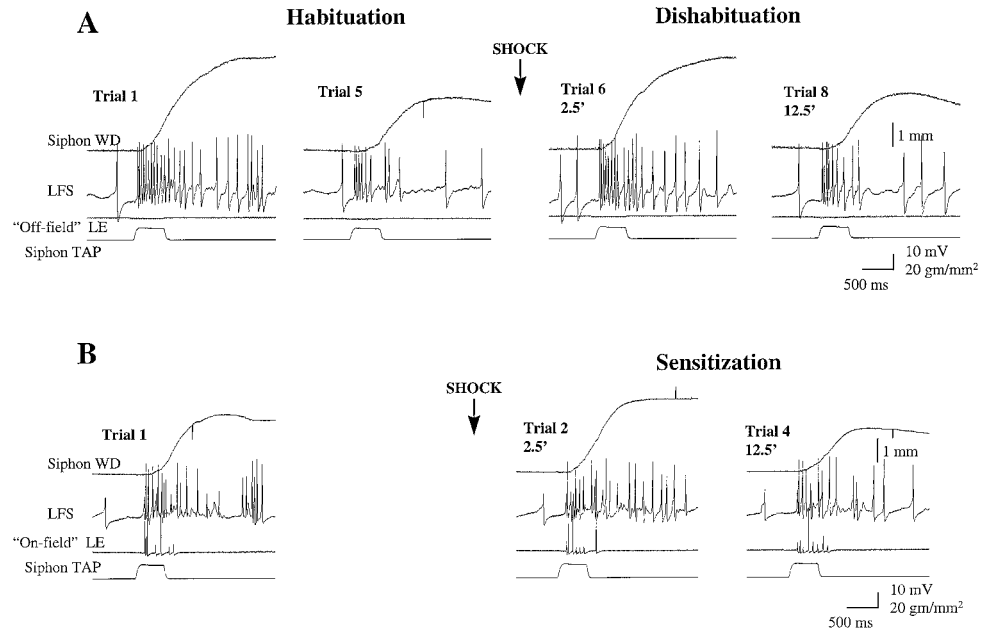 A
Habituation
Dishabituation
SHOCK
Trial 1
Trial 5
Trial 6
2.5'
Trial 8
12.5'
Siphon WD
1 mm
LFS
"Off-field" LE
Siphon TAP
10 mV
20 gm/mm²
500 ms
B
Sensitization
SHOCK
Trial 1
Trial 2
2.5'
Trial 4
12.5'
Siphon WD
1 mm
LFS
"On-field" LE
Siphon TAP
10 mV
20 gm/mm²
500 ms